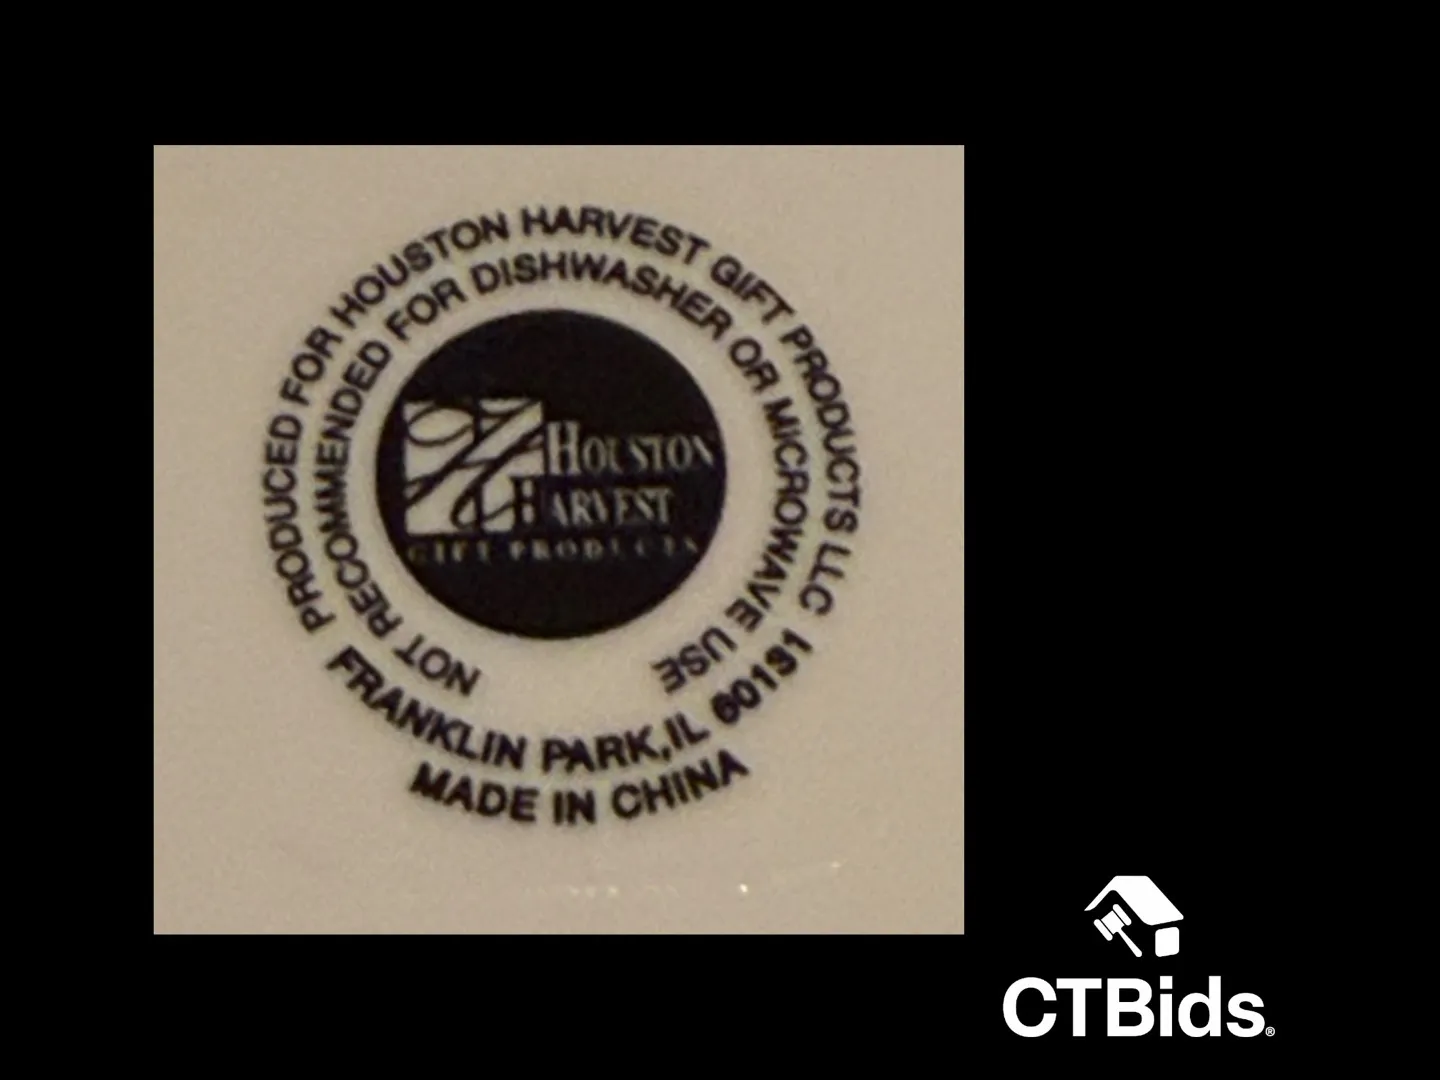 PRODUCED FOR HOUSTON HARVEST GIFT PRODUCTS LLC
NOT RECOMMENDED FOR DISHWASHER OR MICROWAVE USE
HOUSTON
HARVEST
GIFT PRODUCTS
FRANKLIN PARK, IL 60131
MADE IN CHINA
CTBids®